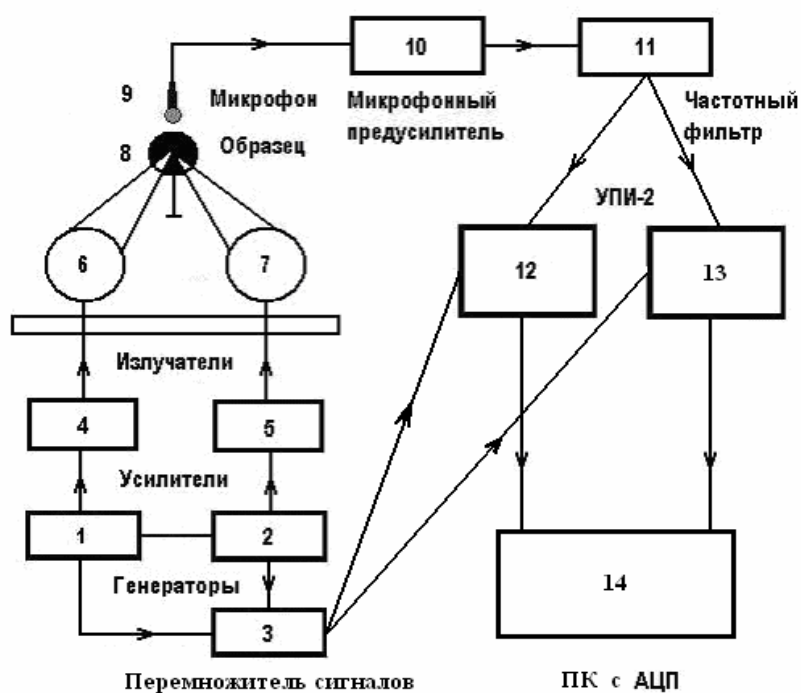 10
11
9
Микрофон
Микрофонный
предусилитель
Частотный
фильтр
8
Образец
УПИ-2
6
7
12
13
Излучатели
4
5
Усилители
1
2
Генераторы
3
14
Перемножитель сигналов
ПК с АЦП